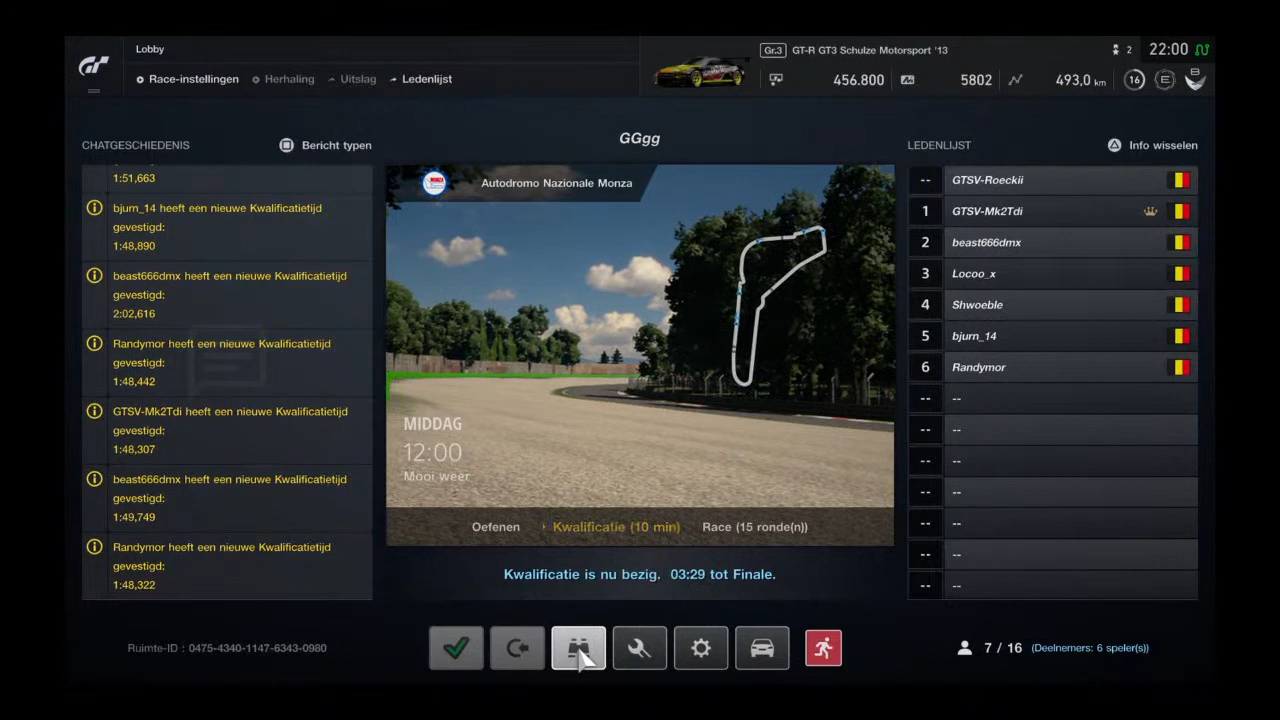 Lobby
Race-instellingen
Herhaling
Uitslag
Ledenlijst
Gr.3
GT-R GT3 Schulze Motorsport '13
2
22:00
456.800
5802
493,0 km
16
E
B
CHATGESCHIEDENIS
Bericht typen
1:51,663
bjurn_14 heeft een nieuwe Kwalificatietijd
gevestigd:
1:48,890
beast666dmx heeft een nieuwe Kwalificatietijd
gevestigd:
2:02,616
Randymor heeft een nieuwe Kwalificatietijd
gevestigd:
1:48,442
GTSV-Mk2Tdi heeft een nieuwe Kwalificatietijd
gevestigd:
1:48,307
beast666dmx heeft een nieuwe Kwalificatietijd
gevestigd:
1:49,749
Randymor heeft een nieuwe Kwalificatietijd
gevestigd:
1:48,322
GGgg
Autodromo Nazionale Monza
MIDDAG
12:00
Mooi weer
Oefenen
Kwalificatie (10 min)
Race (15 ronde(n))
Kwalificatie is nu bezig. 03:29 tot Finale.
LEDENLIJST
Info wisselen
-- GTSV-Roeckii
1 GTSV-Mk2Tdi
2 beast666dmx
3 Locoo_x
4 Shwoeble
5 bjurn_14
6 Randymor
-- --
-- --
-- --
-- --
-- --
-- --
-- --
Ruimte-ID : 0475-4340-1147-6343-0980
7 / 16
(Deelnemers: 6 speler(s))